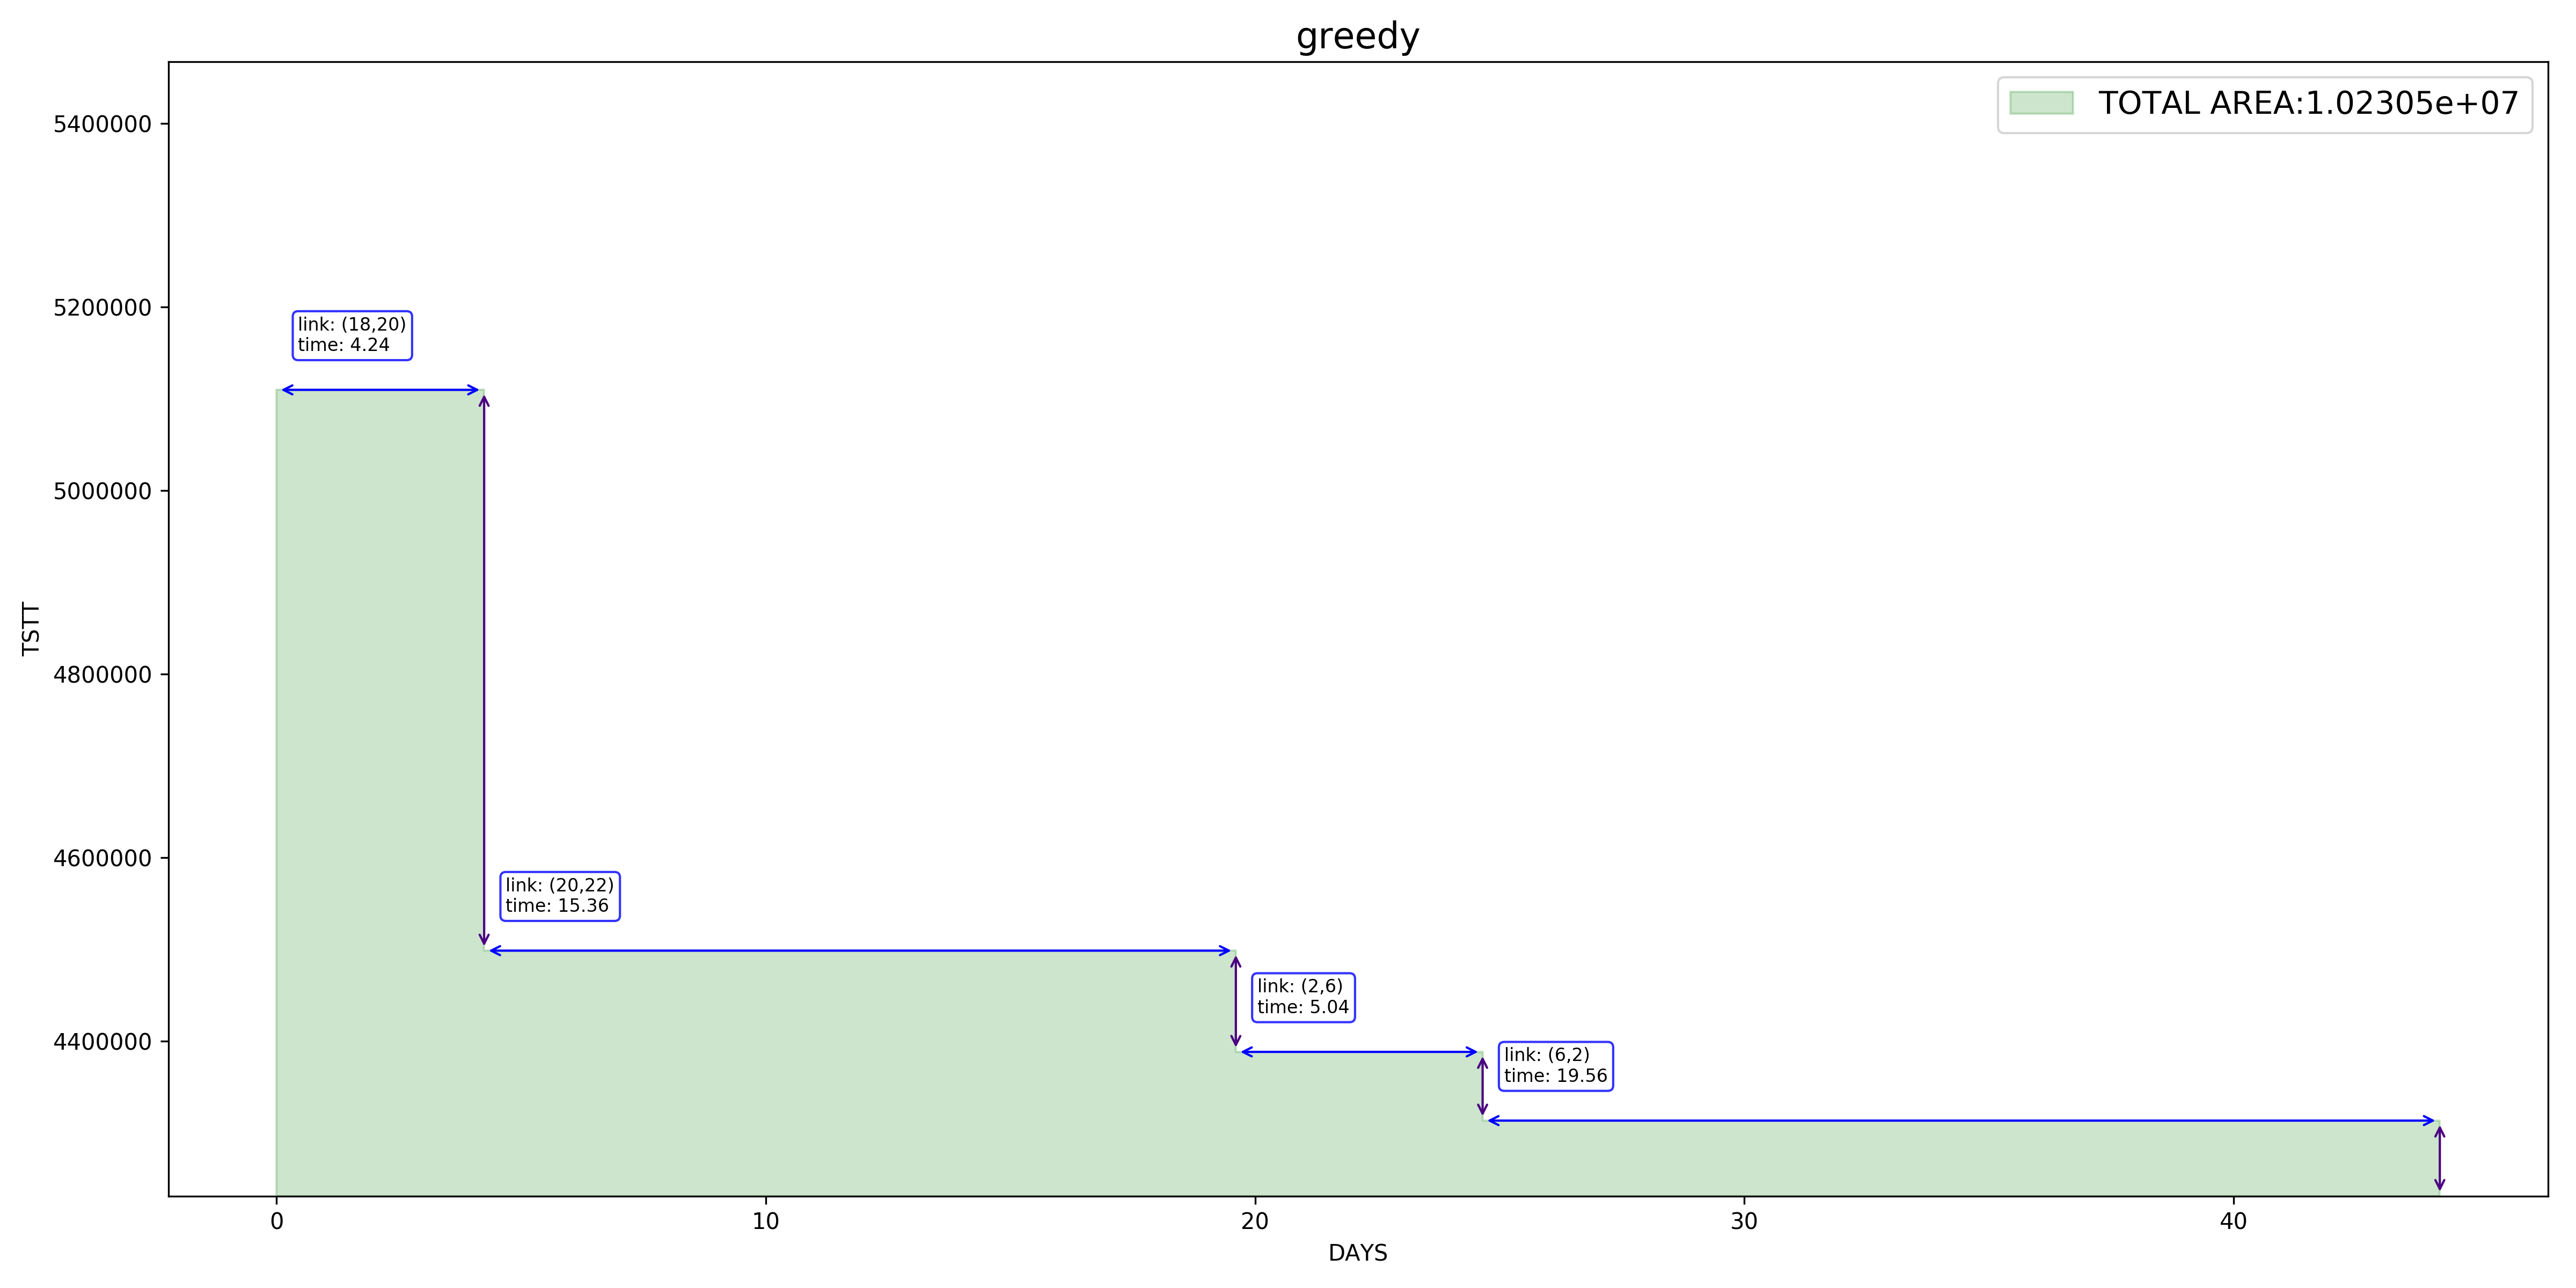 greedy
TOTAL AREA:1.02305e+07
5400000
5200000
5000000
4800000
4600000
4400000
TSTT
link: (18,20)
time: 4.24
link: (20,22)
time: 15.36
link: (2,6)
time: 5.04
link: (6,2)
time: 19.56
0
10
20
30
40
DAYS